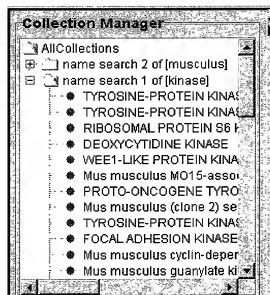 Collection Manager
AllCollections
name search 2 of [musculus]
name search 1 of [kinase]
TYROSINE-PROTEIN KINAS
TYROSINE-PROTEIN KINAS
RIBOSOMAL PROTEIN S6 K
DEOXYCYTIDINE KINASE
WEE1-LIKE PROTEIN KINA
Mus musculus MO15-assoc
PROTO-ONCOGENE TYRO
Mus musculus (clone 2) se
TYROSINE-PROTEIN KINAS
FOCAL ADHESION KINASE
Mus musculus cyclin-deper
Mus musculus guanylate ki